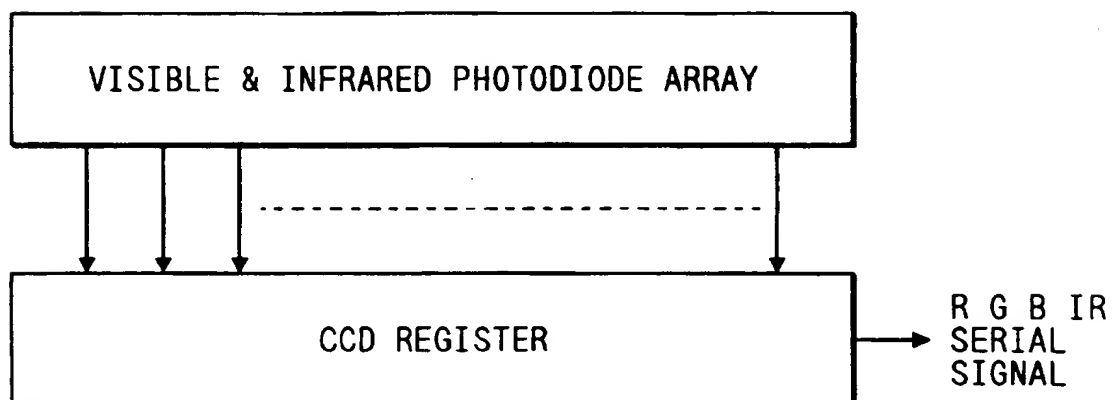 VISIBLE & INFRARED PHOTODIODE ARRAY
CCD REGISTER
R G B IR
SERIAL
SIGNAL